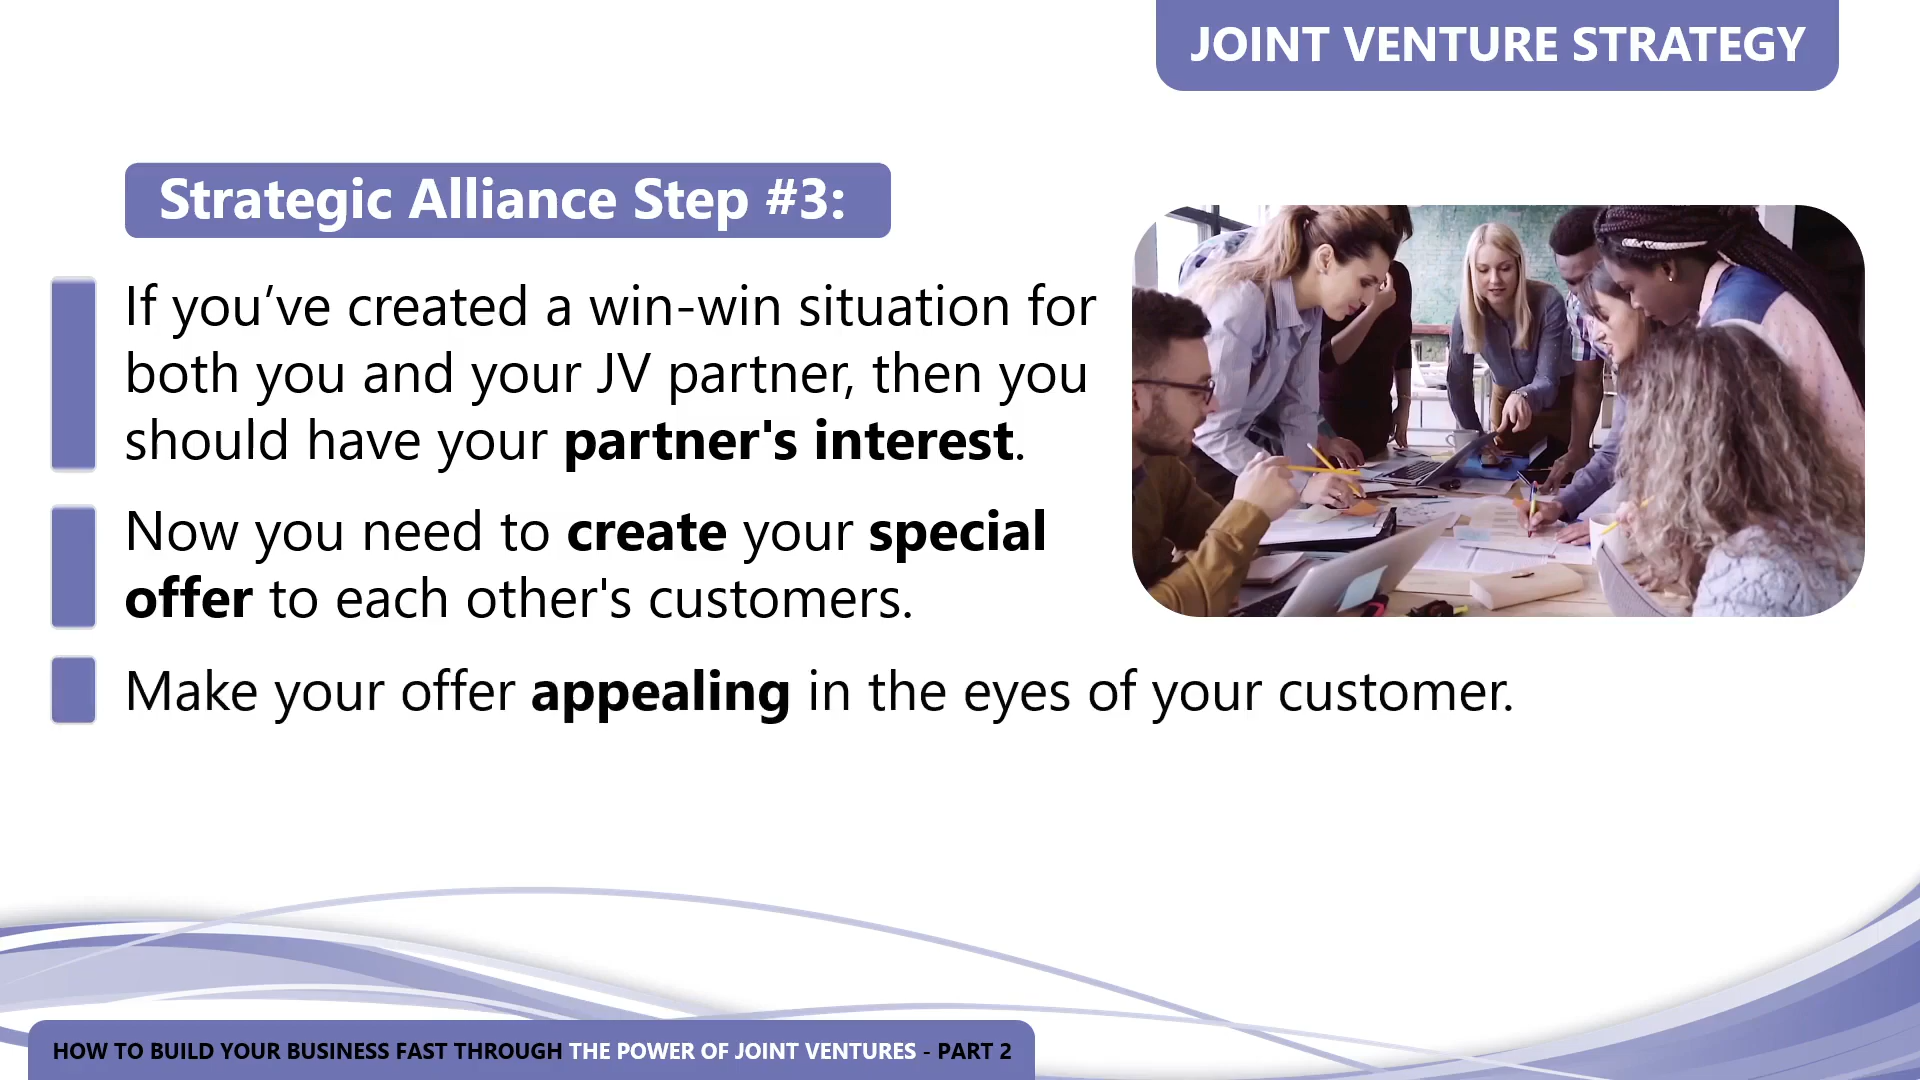 JOINT VENTURE STRATEGY
Strategic Alliance Step #3:
If you’ve created a win-win situation for
both you and your JV partner, then you
should have your partner's interest.
Now you need to create your special
offer to each other's customers.
Make your offer appealing in the eyes of your customer.
HOW TO BUILD YOUR BUSINESS FAST THROUGH THE POWER OF JOINT VENTURES - PART 2